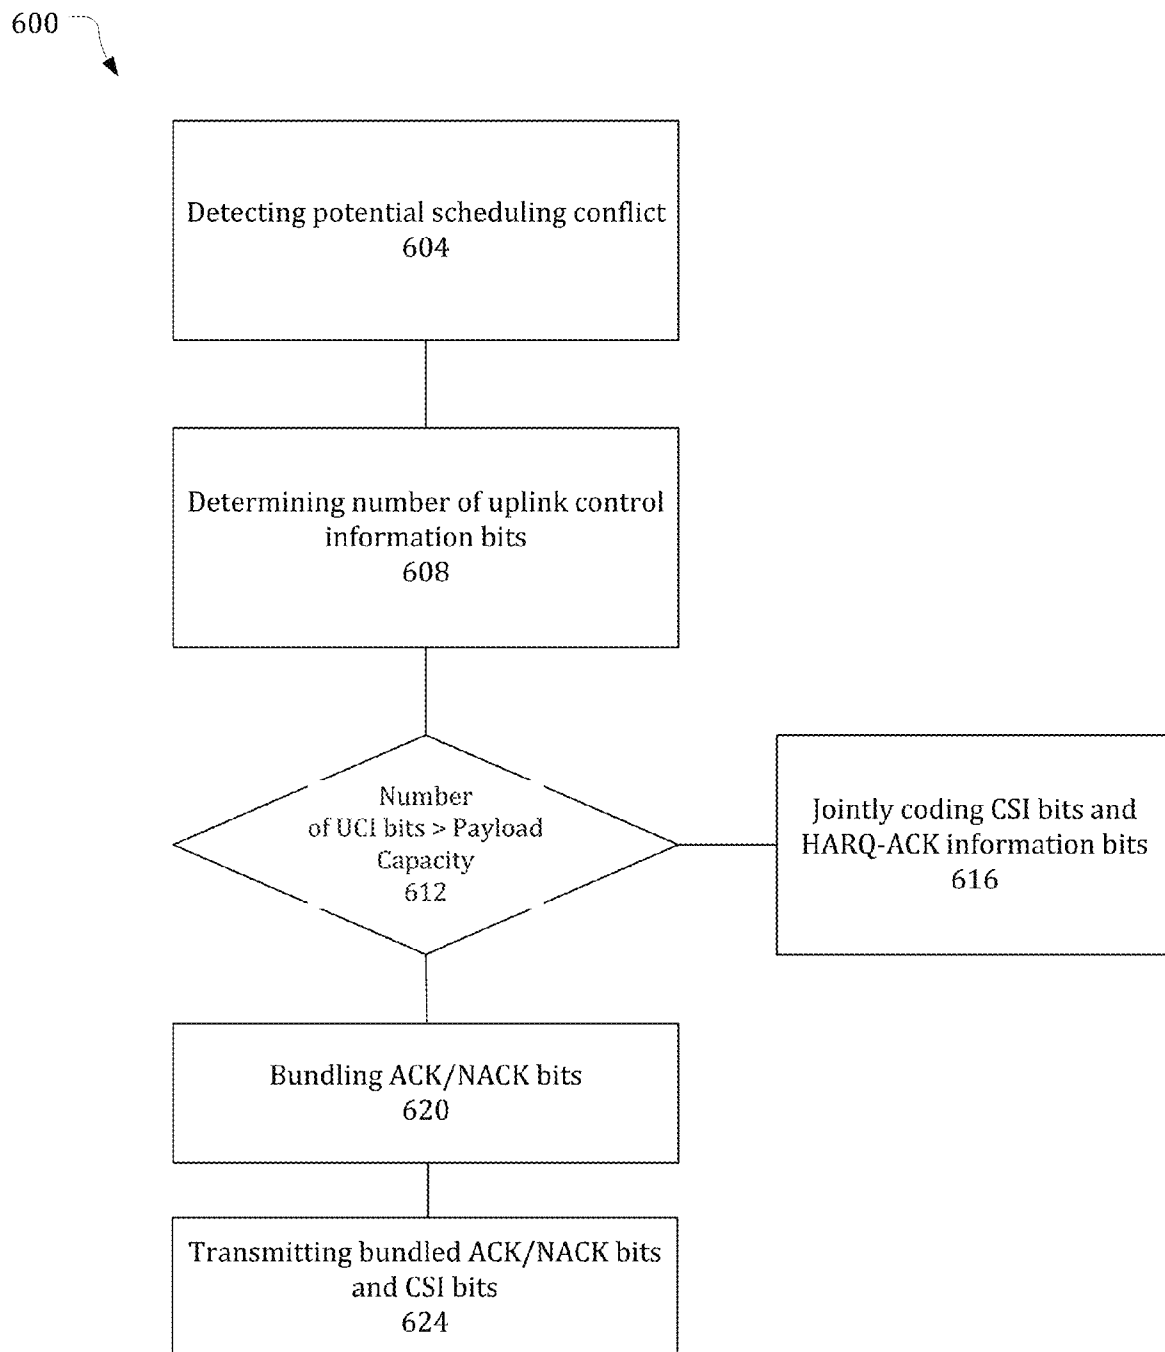 600
Detecting potential scheduling conflict
604
Determining number of uplink control
information bits
608
Number
of UCI bits > Payload
Capacity
612
Jointly coding CSI bits and
HARQ-ACK information bits
616
Bundling ACK/NACK bits
620
Transmitting bundled ACK/NACK bits
and CSI bits
624